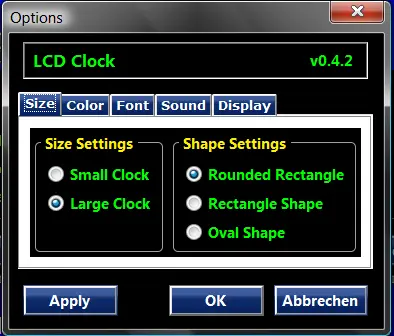 Options
LCD Clock v0.4.2
Size Color Font Sound Display
Size Settings Shape Settings
Small Clock Rounded Rectangle
Large Clock Rectangle Shape
Oval Shape
Apply OK Abbrechen